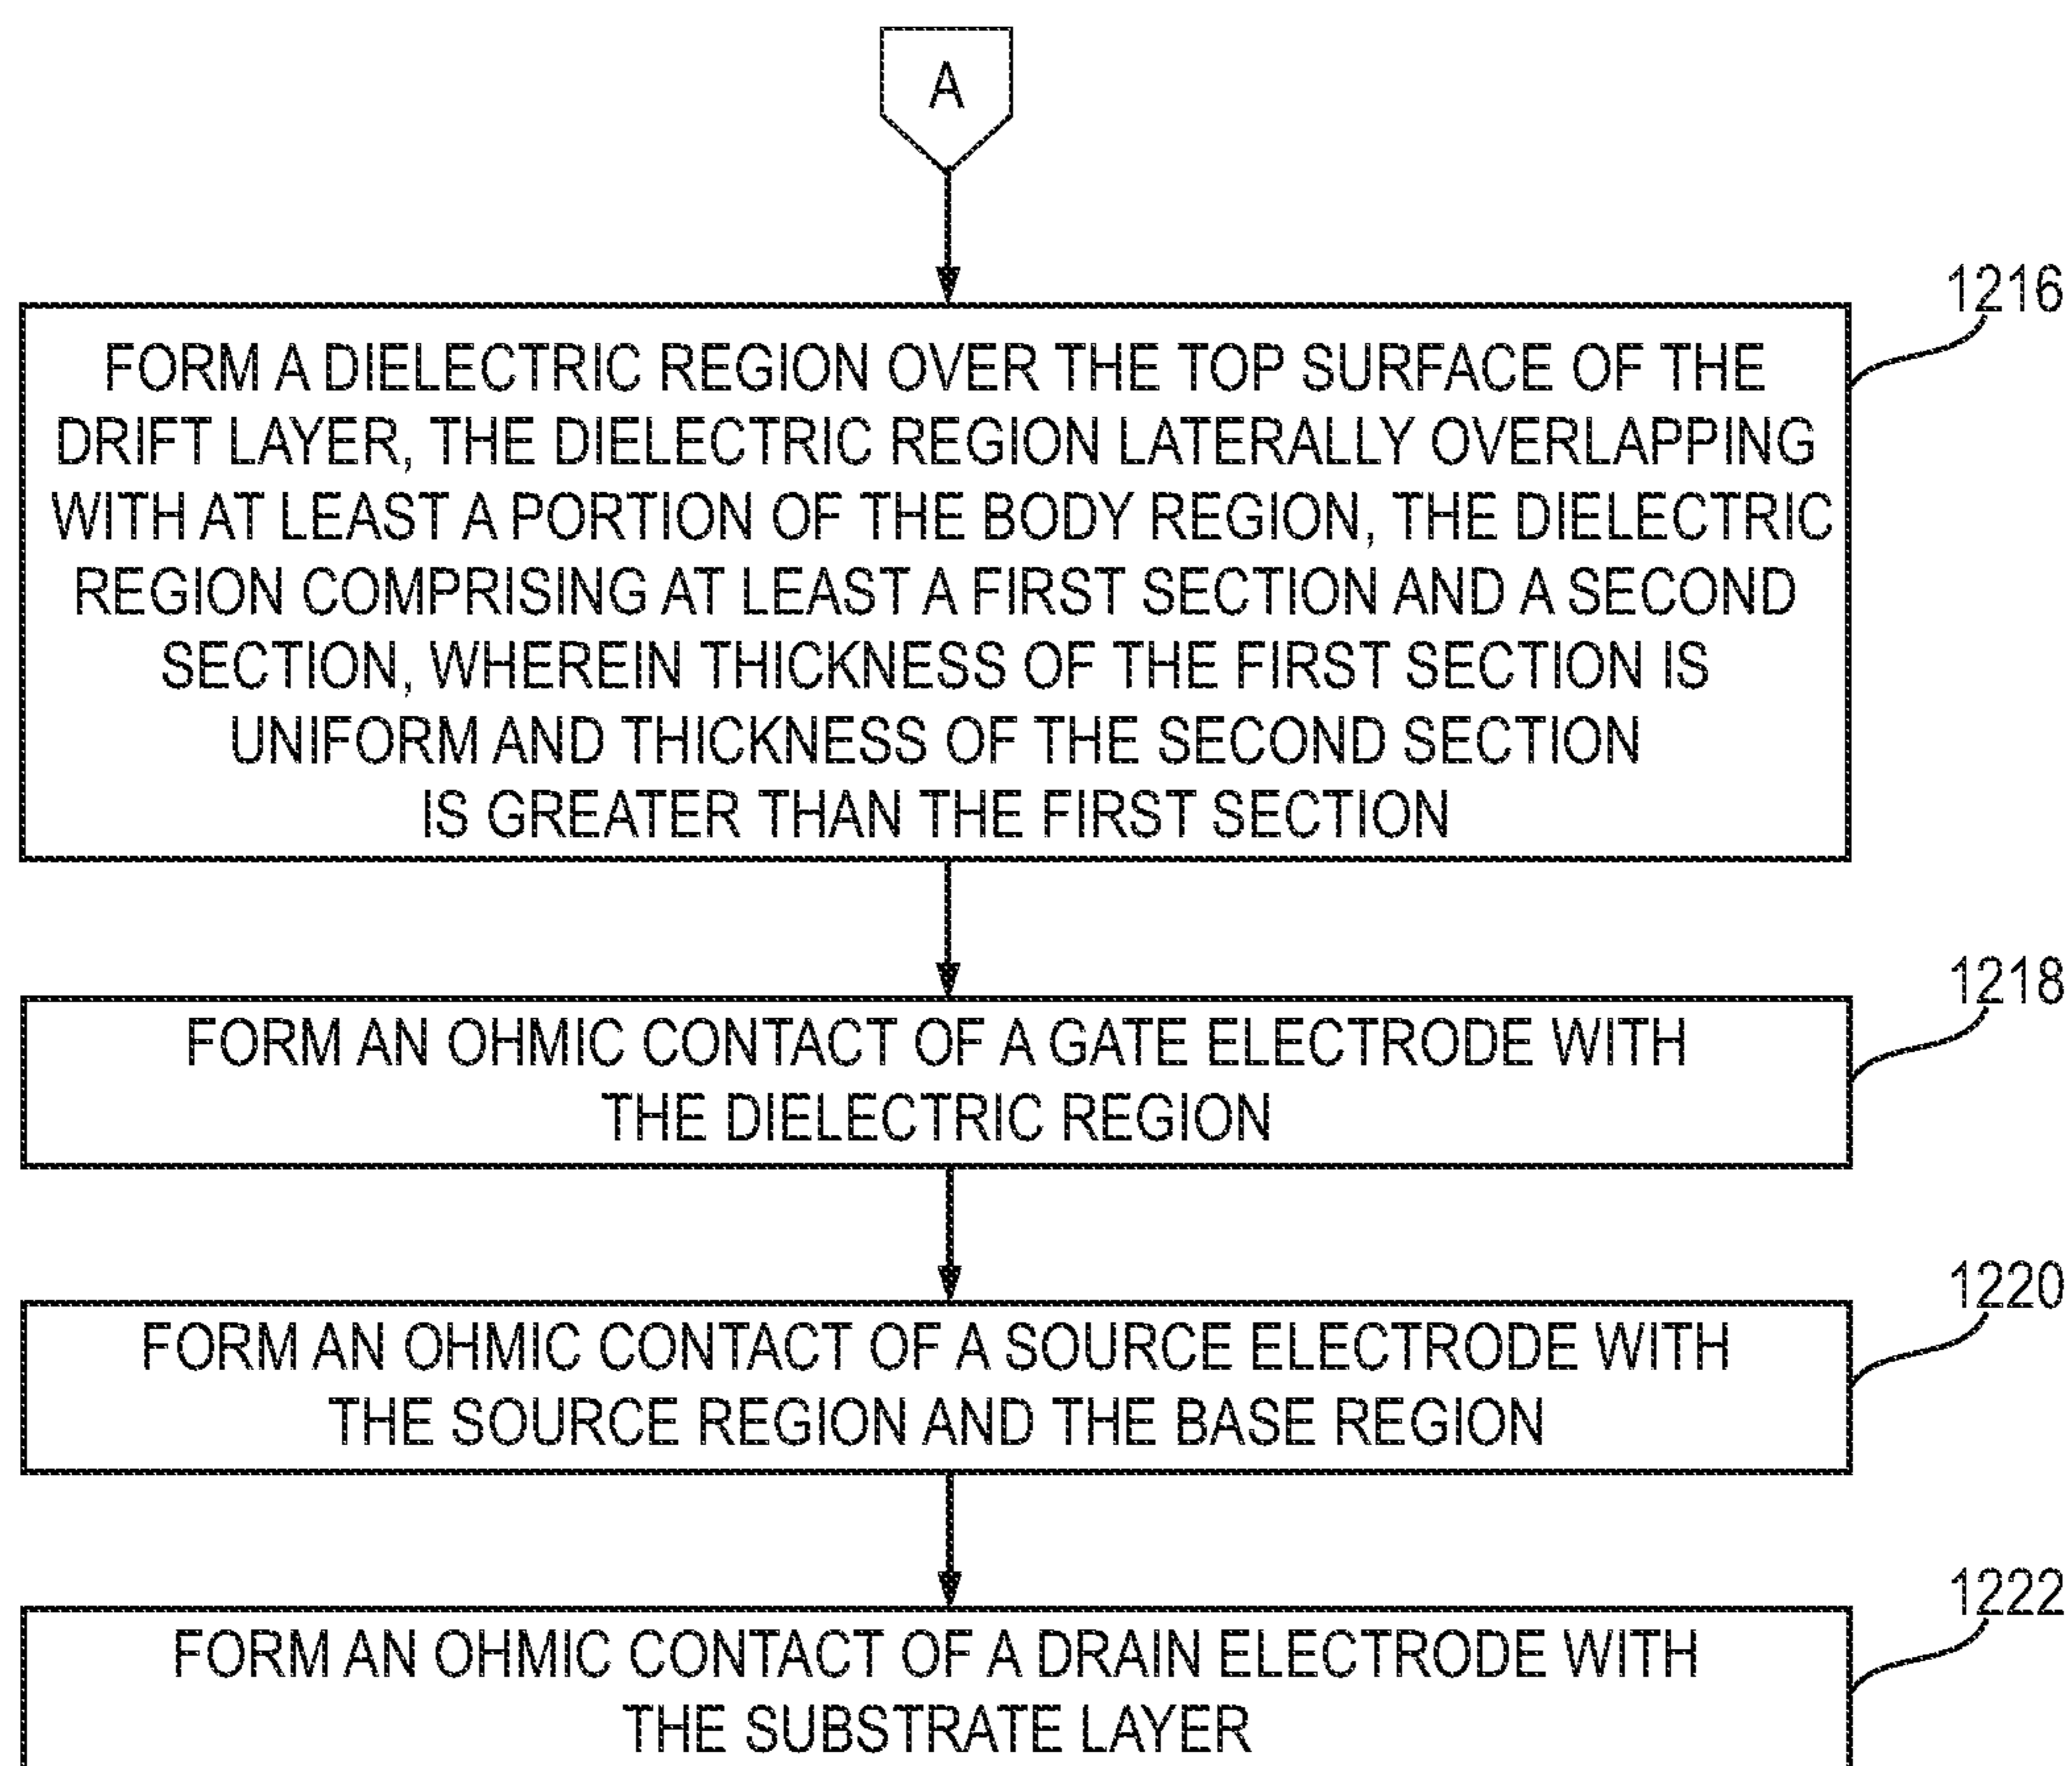 A
1216
FORM A DIELECTRIC REGION OVER THE TOP SURFACE OF THE
DRIFT LAYER, THE DIELECTRIC REGION LATERALLY OVERLAPPING
WITH AT LEAST A PORTION OF THE BODY REGION, THE DIELECTRIC
REGION COMPRISING AT LEAST A FIRST SECTION AND A SECOND
SECTION, WHEREIN THICKNESS OF THE FIRST SECTION IS
UNIFORM AND THICKNESS OF THE SECOND SECTION
IS GREATER THAN THE FIRST SECTION
1218
FORM AN OHMIC CONTACT OF A GATE ELECTRODE WITH
THE DIELECTRIC REGION
1220
FORM AN OHMIC CONTACT OF A SOURCE ELECTRODE WITH
THE SOURCE REGION AND THE BASE REGION
1222
FORM AN OHMIC CONTACT OF A DRAIN ELECTRODE WITH
THE SUBSTRATE LAYER